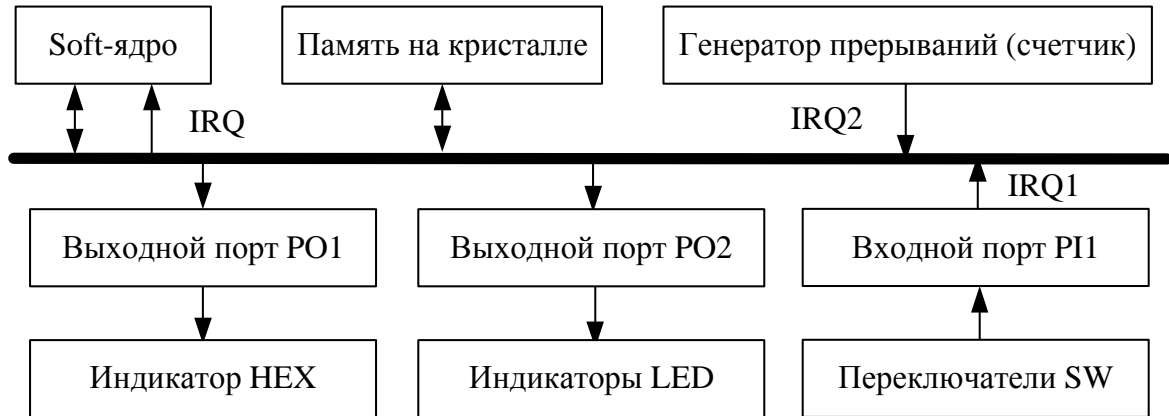 Soft-ядро
Память на кристалле
Генератор прерываний (счетчик)
IRQ
IRQ2
IRQ1
Выходной порт PO1
Выходной порт PO2
Входной порт PI1
Индикатор HEX
Индикаторы LED
Переключатели SW